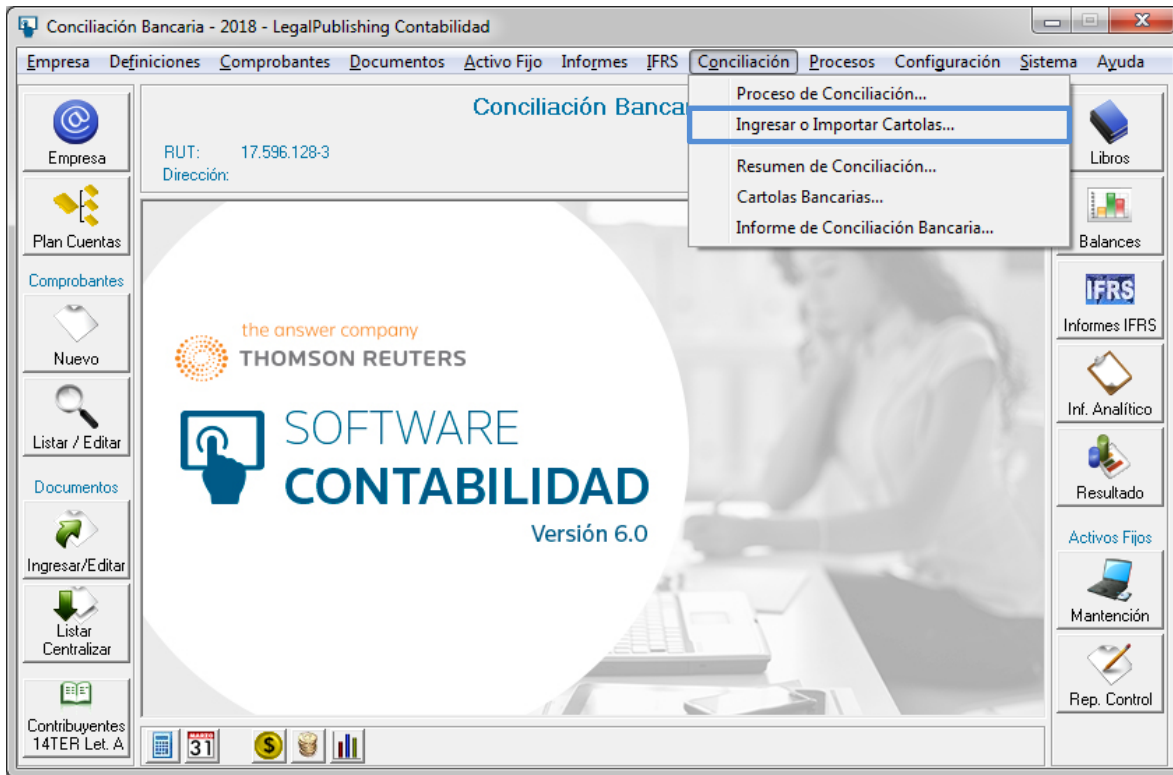 Conciliación Bancaria - 2018 - LegalPublishing Contabilidad
Empresa Definiciones Comprobantes Documentos Activo Fijo Informes IFRS Conciliación Procesos Configuración Sistema Ayuda
Proceso de Conciliación...
Ingresar o Importar Cartolas...
Resumen de Conciliación...
Cartolas Bancarias...
Informe de Conciliación Bancaria...
Conciliación Banca
RUT: 17.596.128-3
Dirección:
Empresa
Plan Cuentas
Comprobantes
Nuevo
Listar / Editar
Documentos
Ingresar/Editar
Listar
Centralizar
Contribuyentes
14TER Let. A
the answer company
THOMSON REUTERS
SOFTWARE
CONTABILIDAD
Versión 6.0
MARZO
31
$
Libros
Balances
IFRS
Informes IFRS
Inf. Analítico
Resultado
Activos Fijos
Mantención
Rep. Control